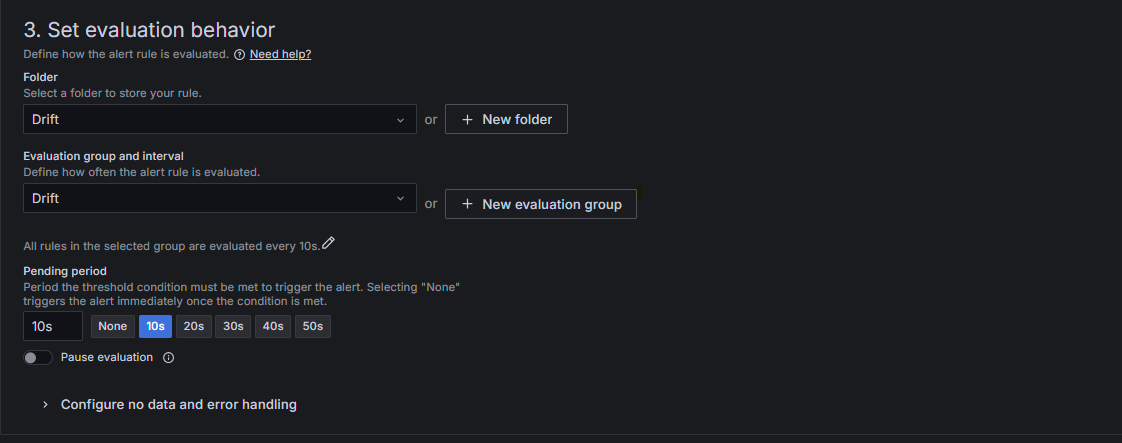 3. Set evaluation behavior
Define how the alert rule is evaluated. Need help?
Folder
Select a folder to store your rule.
Drift or + New folder
Evaluation group and interval
Define how often the alert rule is evaluated.
Drift or + New evaluation group
All rules in the selected group are evaluated every 10s.
Pending period
Period the threshold condition must be met to trigger the alert. Selecting "None"
triggers the alert immediately once the condition is met.
10s None 10s 20s 30s 40s 50s
Pause evaluation
Configure no data and error handling